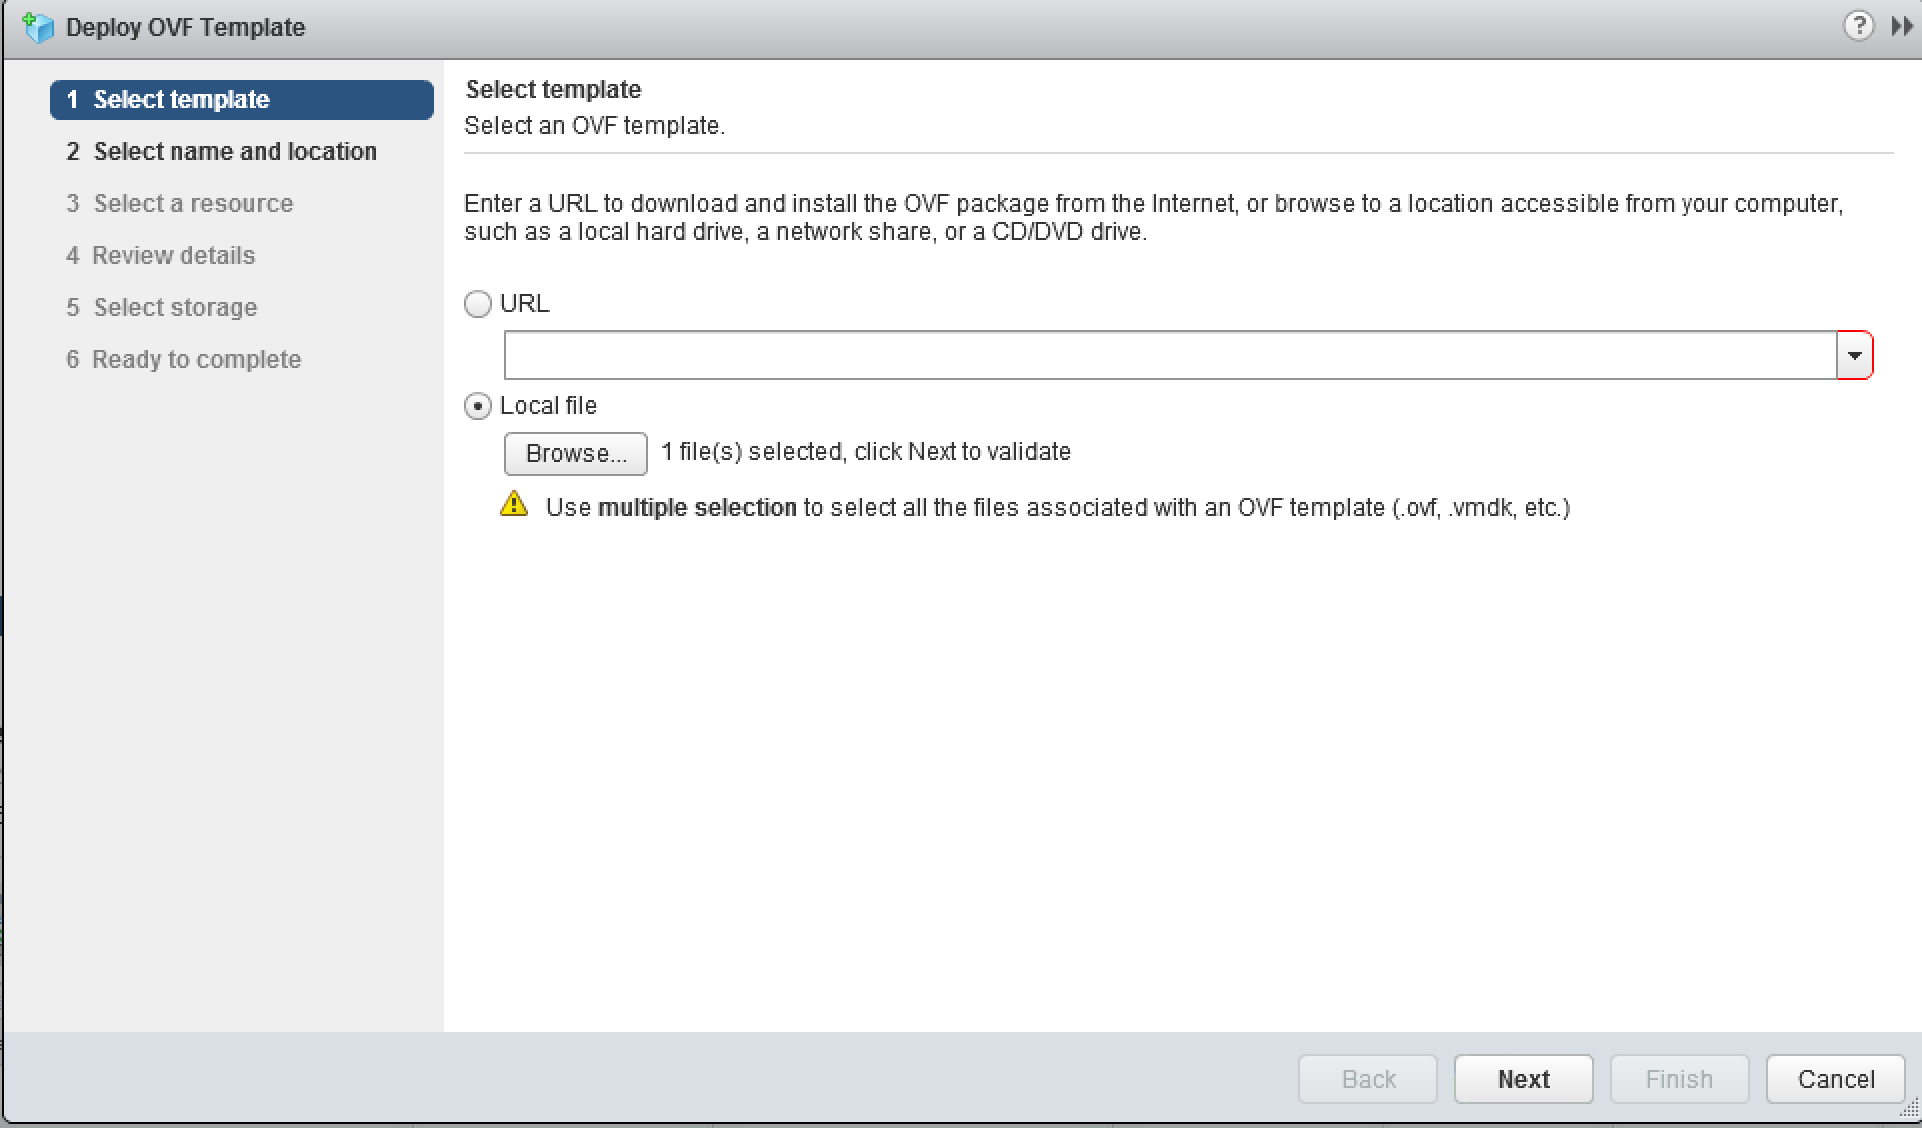 Deploy OVF Template
?
1 Select template
2 Select name and location
3 Select a resource
4 Review details
5 Select storage
6 Ready to complete
Select template
Select an OVF template.
Enter a URL to download and install the OVF package from the Internet, or browse to a location accessible from your computer,
such as a local hard drive, a network share, or a CD/DVD drive.
URL
Local file
Browse... 1 file(s) selected, click Next to validate
Use multiple selection to select all the files associated with an OVF template (.ovf, .vmdk, etc.)
Back Next Finish Cancel